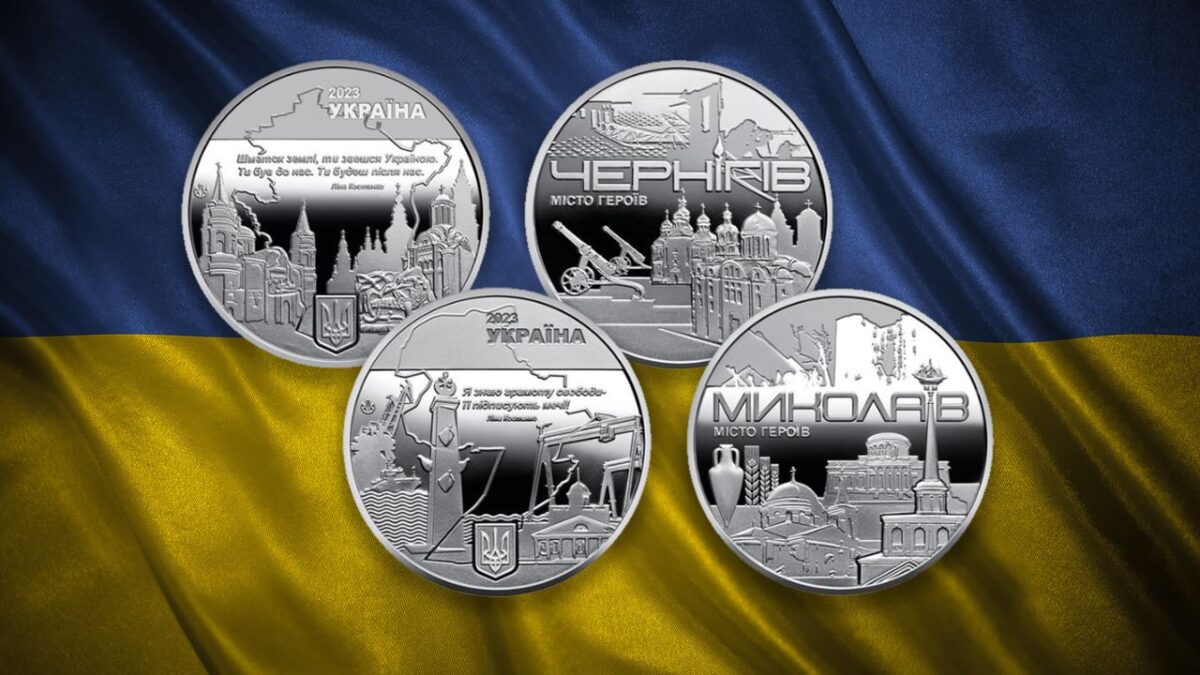 2023
УКРАЇНА
Шматок землі, ти звешся Україною.
Ти був до нас. Ти будеш після нас.
Ліна Костенко
ЧЕРНІГІВ
МІСТО ГЕРОЇВ
2023
УКРАЇНА
Я знаю грамоту свободи-
її підписують мечі!
Ліна Костенко
МИКОЛАЇВ
МІСТО ГЕРОЇВ